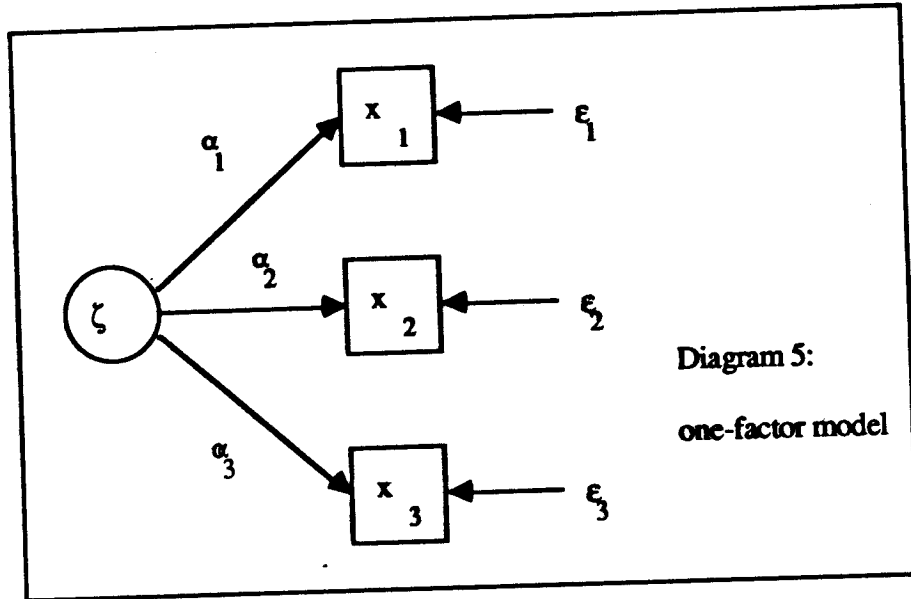 x₁
ε₁
α₁
α₂
ζ
x₂
ε₂
Diagram 5:
one-factor model
α₃
x₃
ε₃